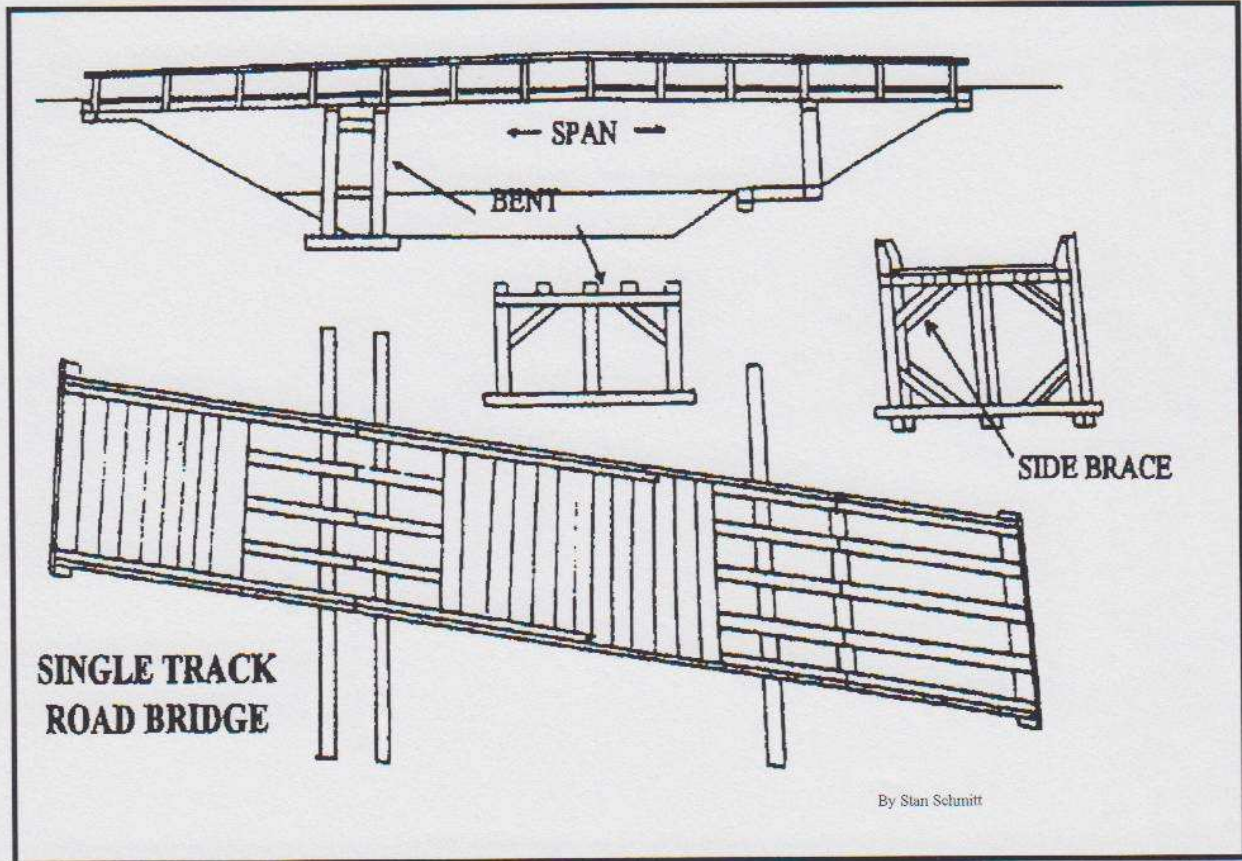 SPAN
BENT
SIDE BRACE
SINGLE TRACK
ROAD BRIDGE
By Stan Schmitt